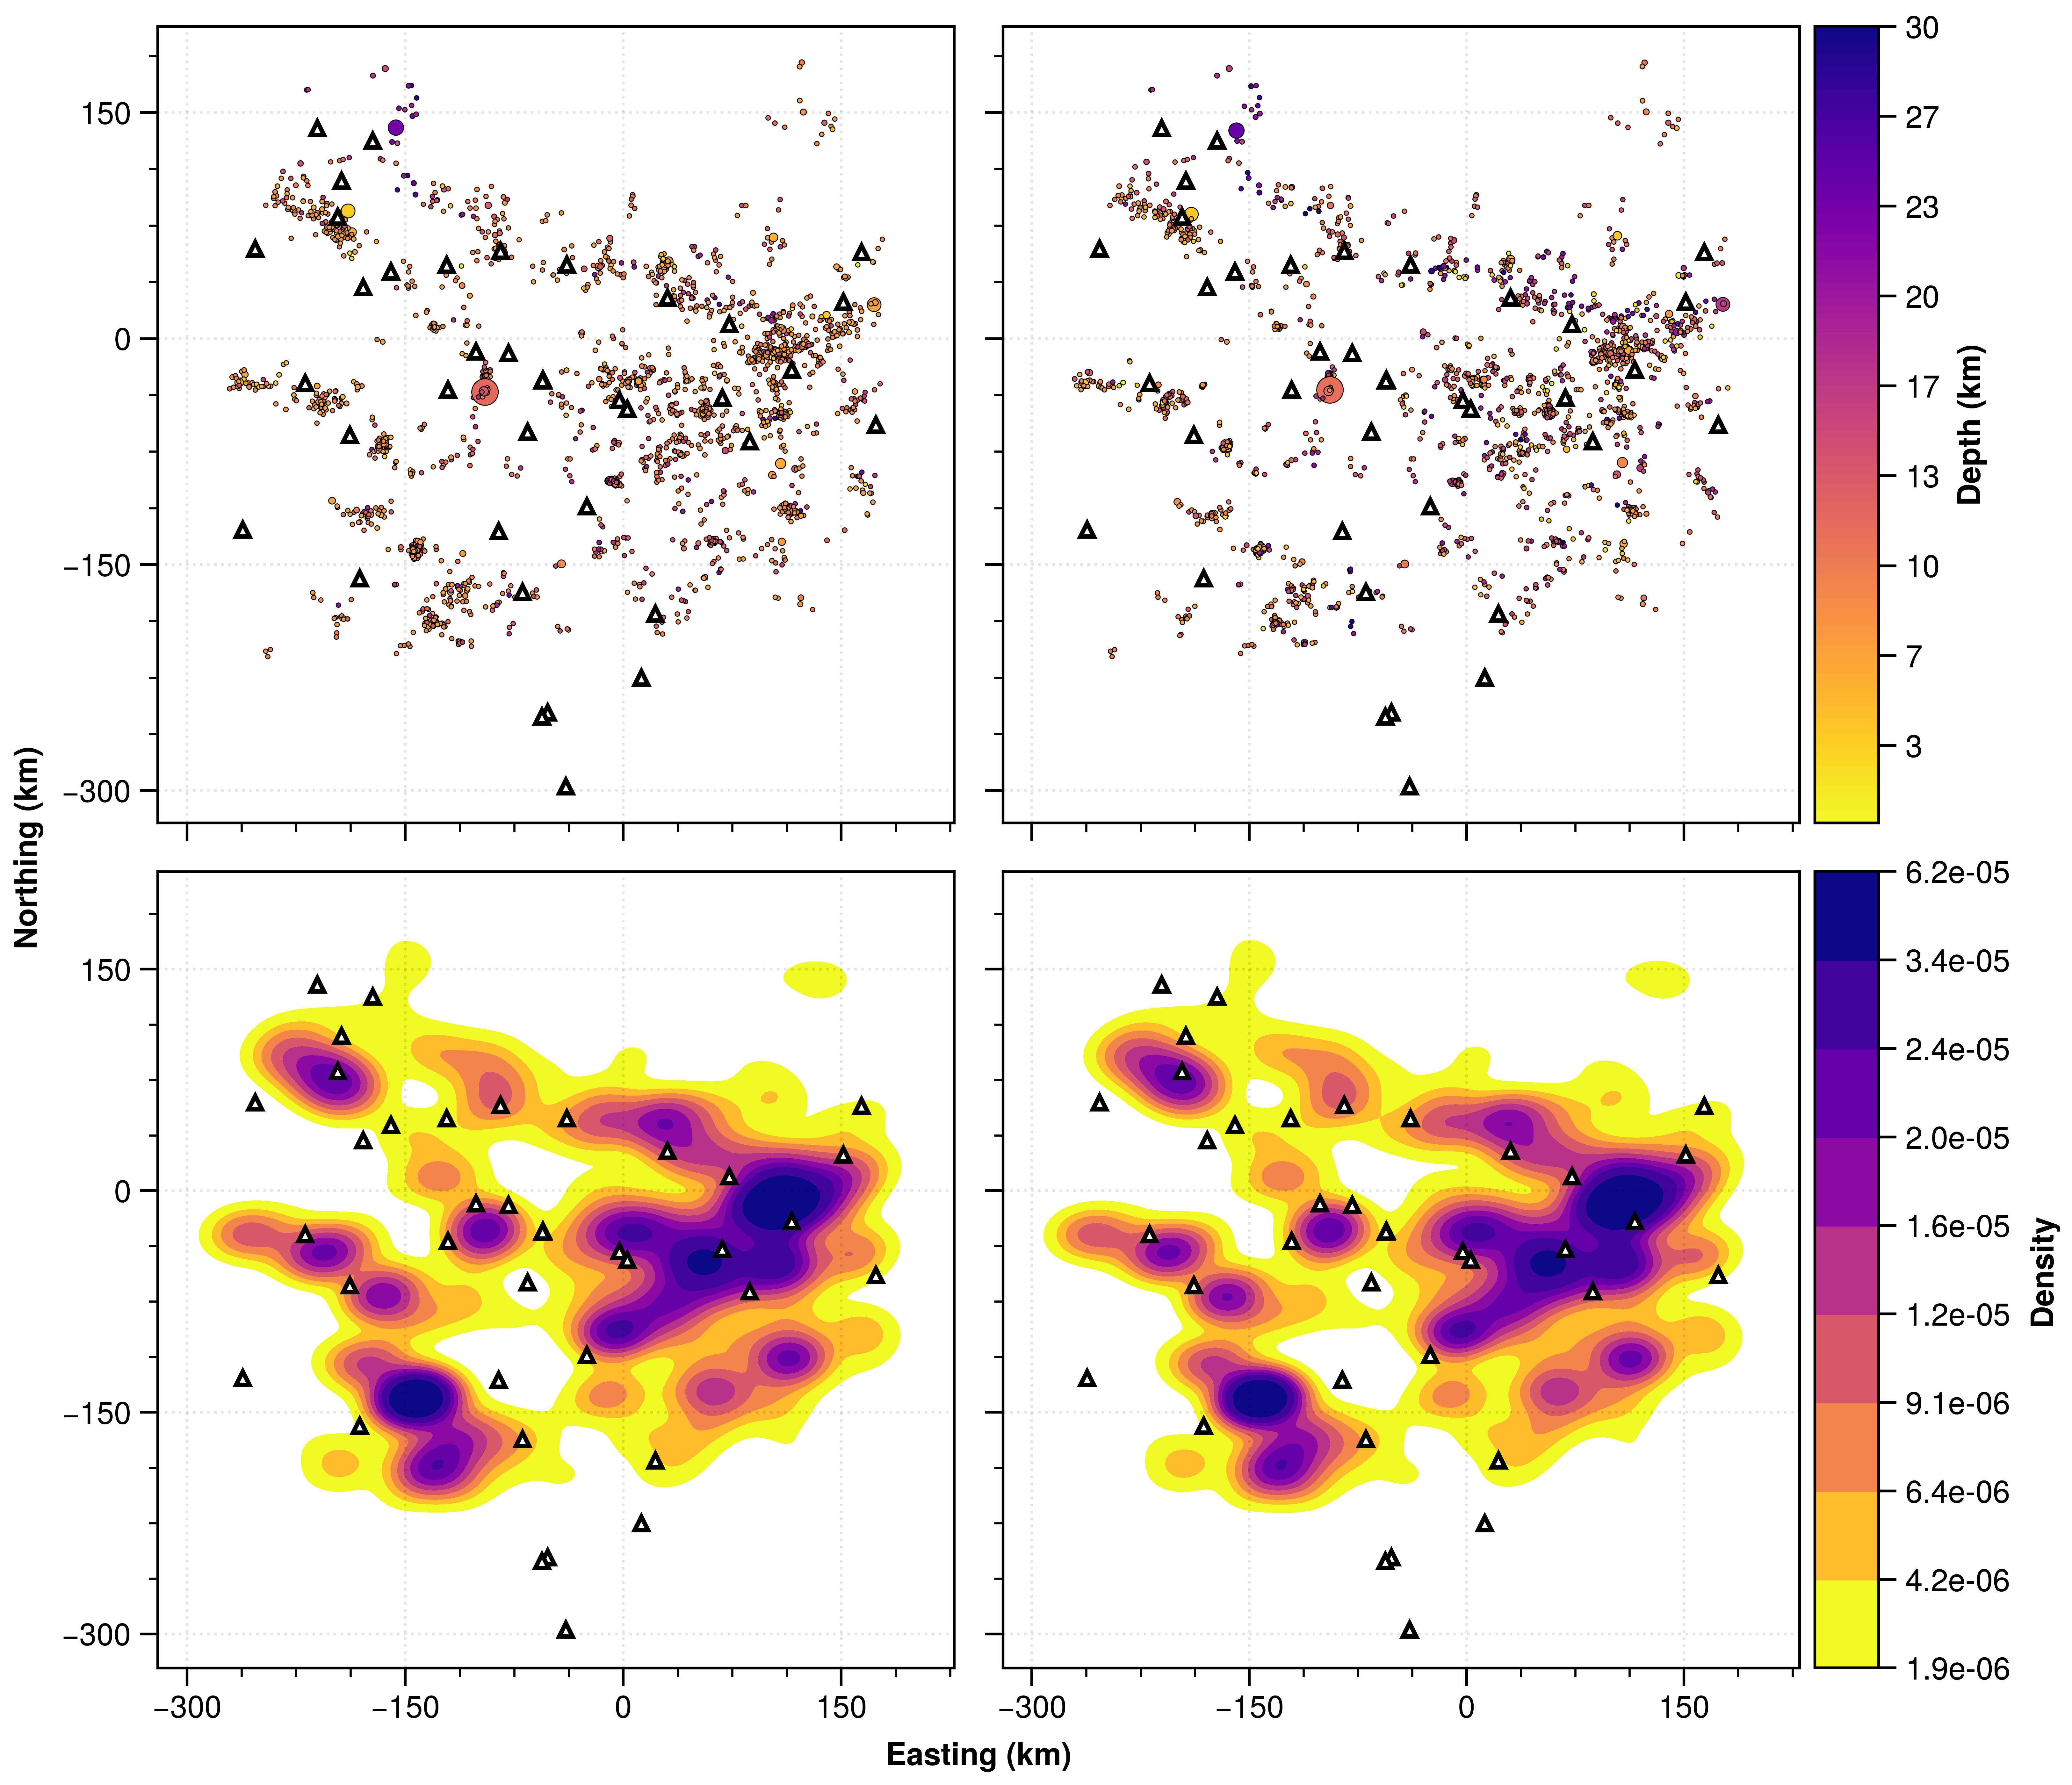 150
0
−150
−300
30
27
23
20
17
13
10
7
3
Depth (km)
Northing (km)
150
0
−150
−300
6.2e-05
3.4e-05
2.4e-05
2.0e-05
1.6e-05
1.2e-05
9.1e-06
6.4e-06
4.2e-06
1.9e-06
Density
−300 −150 0 150
−300 −150 0 150
Easting (km)